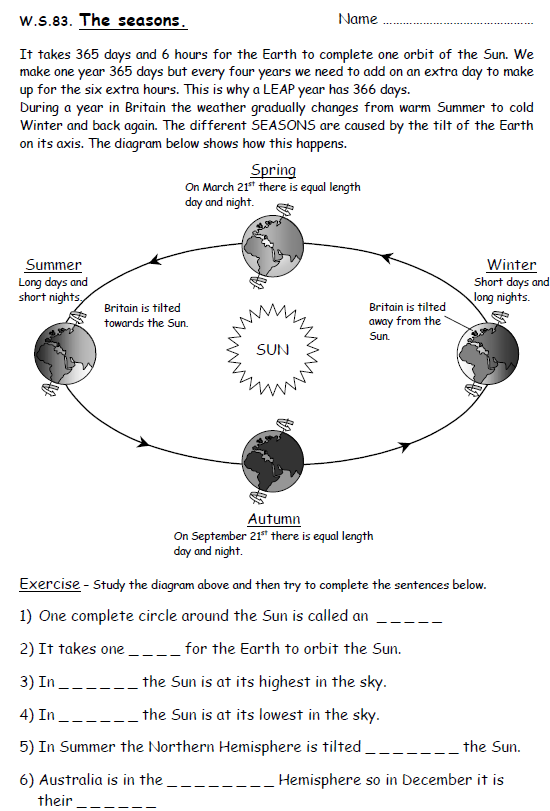 W.S.83. The seasons.
Name ................................................
It takes 365 days and 6 hours for the Earth to complete one orbit of the Sun. We
make one year 365 days but every four years we need to add on an extra day to make
up for the six extra hours. This is why a LEAP year has 366 days.
During a year in Britain the weather gradually changes from warm Summer to cold
Winter and back again. The different SEASONS are caused by the tilt of the Earth
on its axis. The diagram below shows how this happens.
Spring
On March 21st there is equal length
day and night.
Summer
Long days and
short nights.
Britain is tilted
towards the Sun.
SUN
Britain is tilted
away from the
Sun.
Winter
Short days and
long nights.
Autumn
On September 21st there is equal length
day and night.
Exercise - Study the diagram above and then try to complete the sentences below.
1) One complete circle around the Sun is called an _ _ _ _ _
2) It takes one _ _ _ _ for the Earth to orbit the Sun.
3) In _ _ _ _ _ _ the Sun is at its highest in the sky.
4) In _ _ _ _ _ _ the Sun is at its lowest in the sky.
5) In Summer the Northern Hemisphere is tilted _ _ _ _ _ _ _ the Sun.
6) Australia is in the _ _ _ _ _ _ _ _ Hemisphere so in December it is
their _ _ _ _ _ _